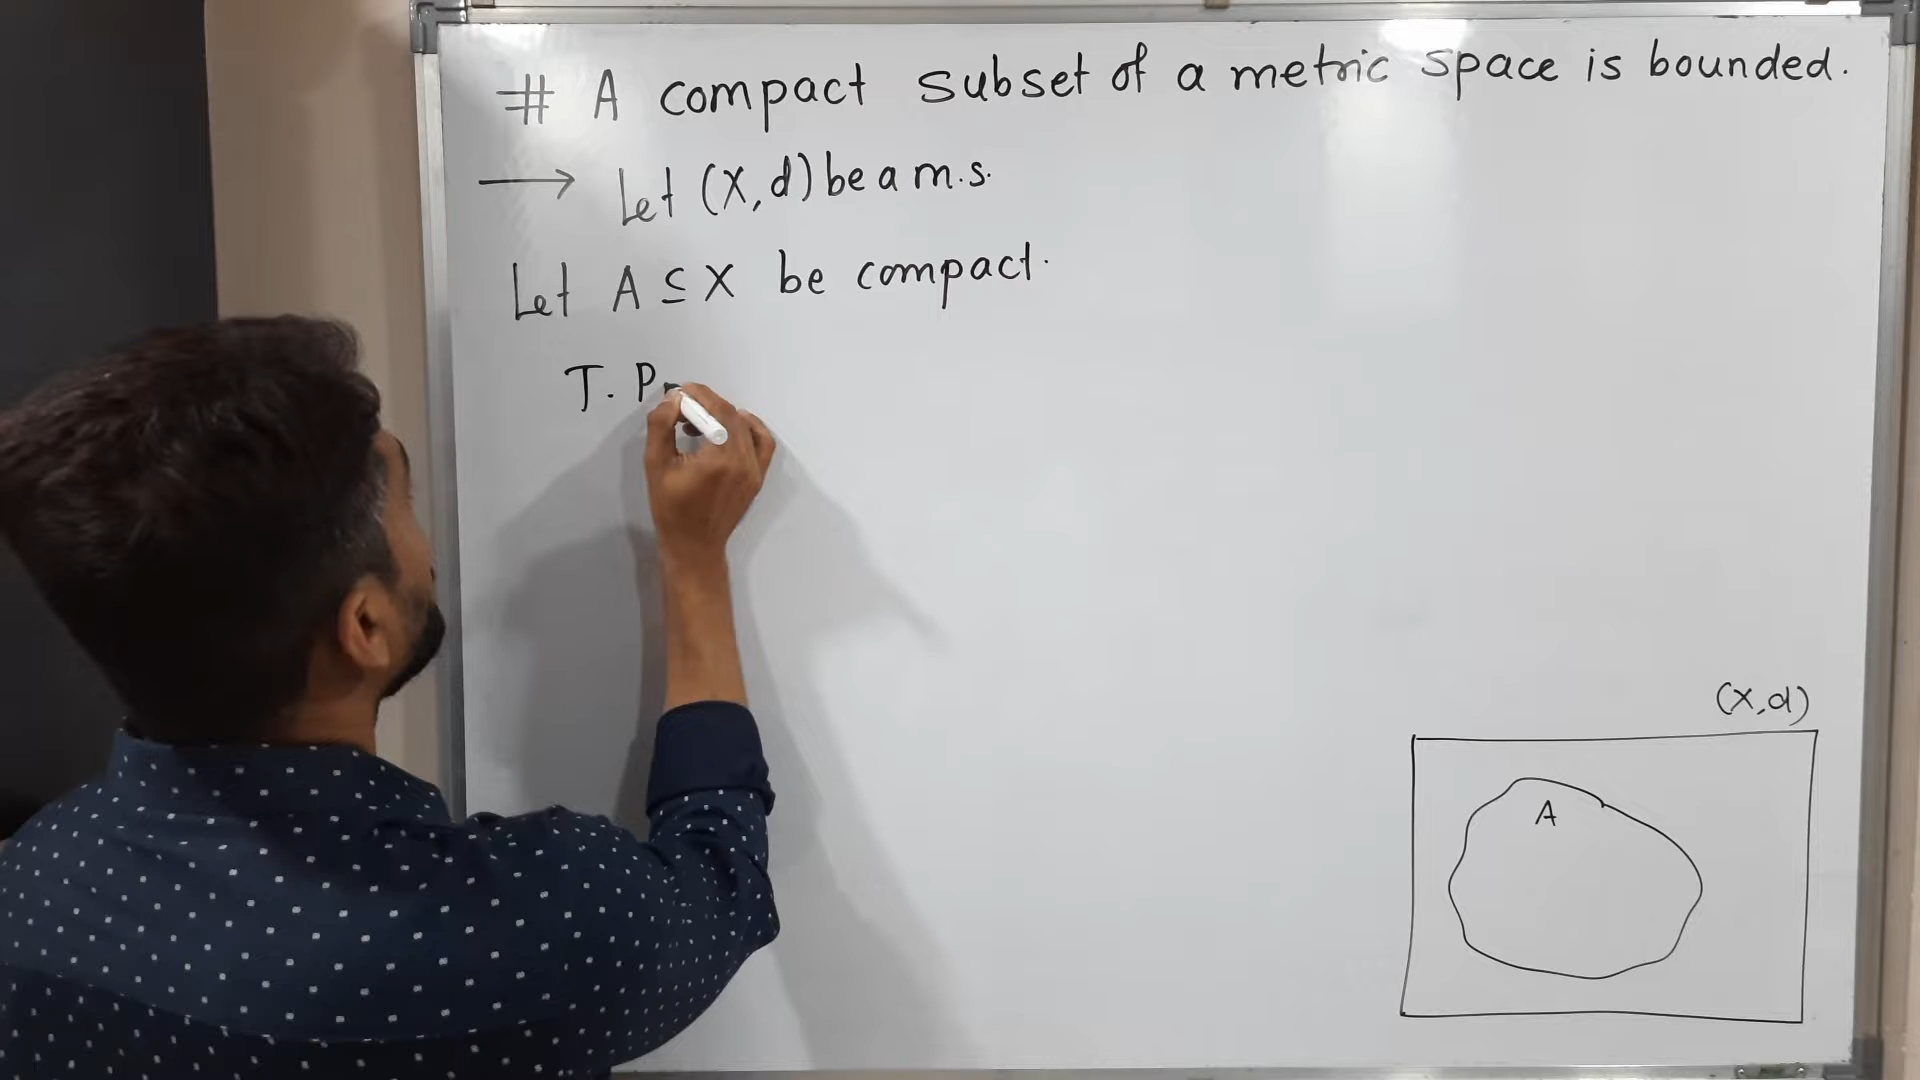 # A compact subset of a metric space is bounded.
→ Let (X,d) be a m.s.
Let A ⊆ X be compact.
T. P
(X,d)
A